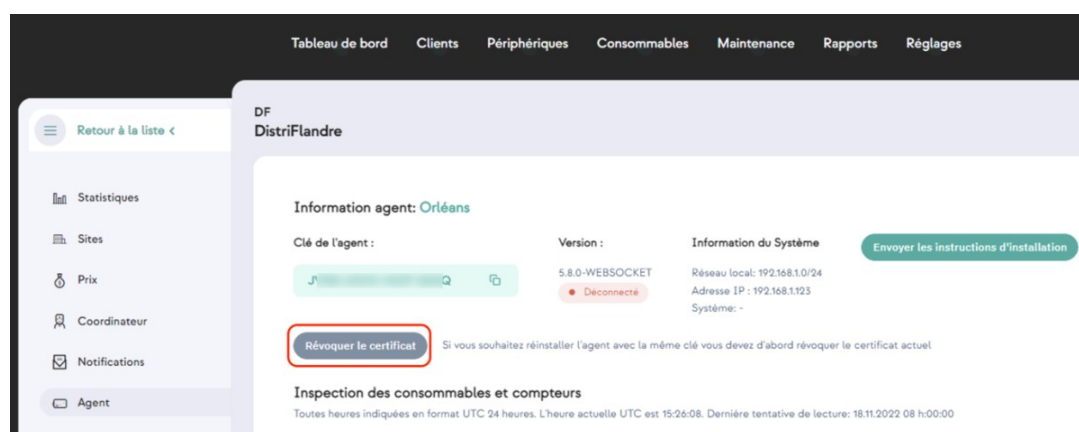 Tableau de bord Clients Périphériques Consommables Maintenance Rapports Réglages
Retour à la liste <
DF
DistriFlandre
Statistiques
Sites
Prix
Coordinateur
Notifications
Agent
Information agent: Orléans
Clé de l'agent :
Version :
Information du Système
Envoyer les instructions d'installation
5.8.0-WEBSOCKET
Déconnecté
Réseau local: 192.168.1.0/24
Adresse IP : 192.168.1.123
Système: -
Révoquer le certificat
Si vous souhaitez réinstaller l'agent avec la même clé vous devez d'abord révoquer le certificat actuel
Inspection des consommables et compteurs
Toutes heures indiquées en format UTC 24 heures. L'heure actuelle UTC est 15:26:08. Dernière tentative de lecture: 18.11.2022 08 h:00:00